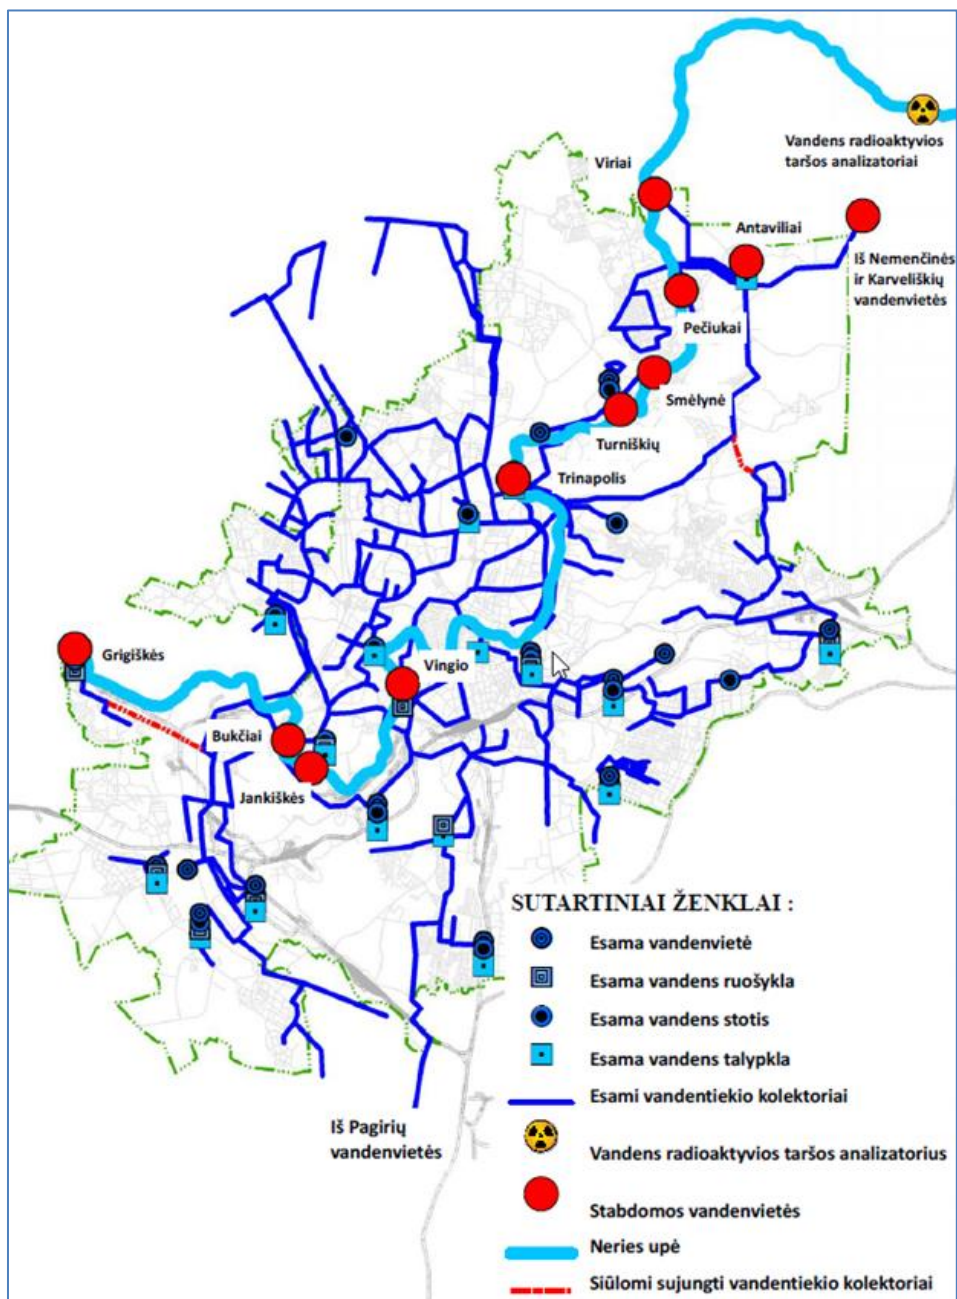 Vandens radioaktyvios
taršos analizatoriai
Viriai
Antaviliai
Iš Nemenčinės
ir Karveliškių
vandenvietės
Pečiukai
Smėlynė
Turniškių
Trinapolis
Grigiškės
Vingio
Bukčiai
Jankiškės
Iš Pagirių
vandenvietės
SUTARTINIAI ŽENKLAI :
Esama vandenvietė
Esama vandens ruošykla
Esama vandens stotis
Esama vandens talypkla
Esami vandentiekio kolektoriai
Vandens radioaktyvios taršos analizatorius
Stabdomos vandenvietės
Neries upė
Siūlomi sujungti vandentiekio kolektoriai